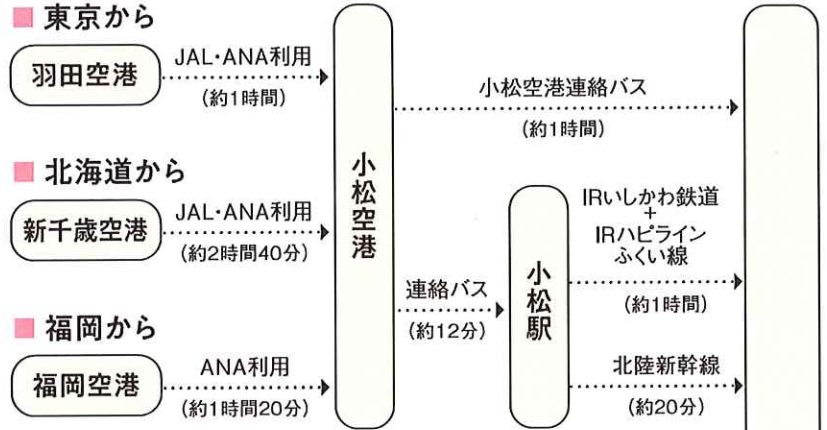 ■ 東京から
羽田空港
JAL・ANA利用
(約1時間)
小松空港連絡バス
(約1時間)
■ 北海道から
新千歳空港
JAL・ANA利用
(約2時間40分)
小松空港
連絡バス
(約12分)
小松駅
IRいしかわ鉄道
+
IRハピライン
ふくい線
(約1時間)
北陸新幹線
(約20分)
■ 福岡から
福岡空港
ANA利用
(約1時間20分)